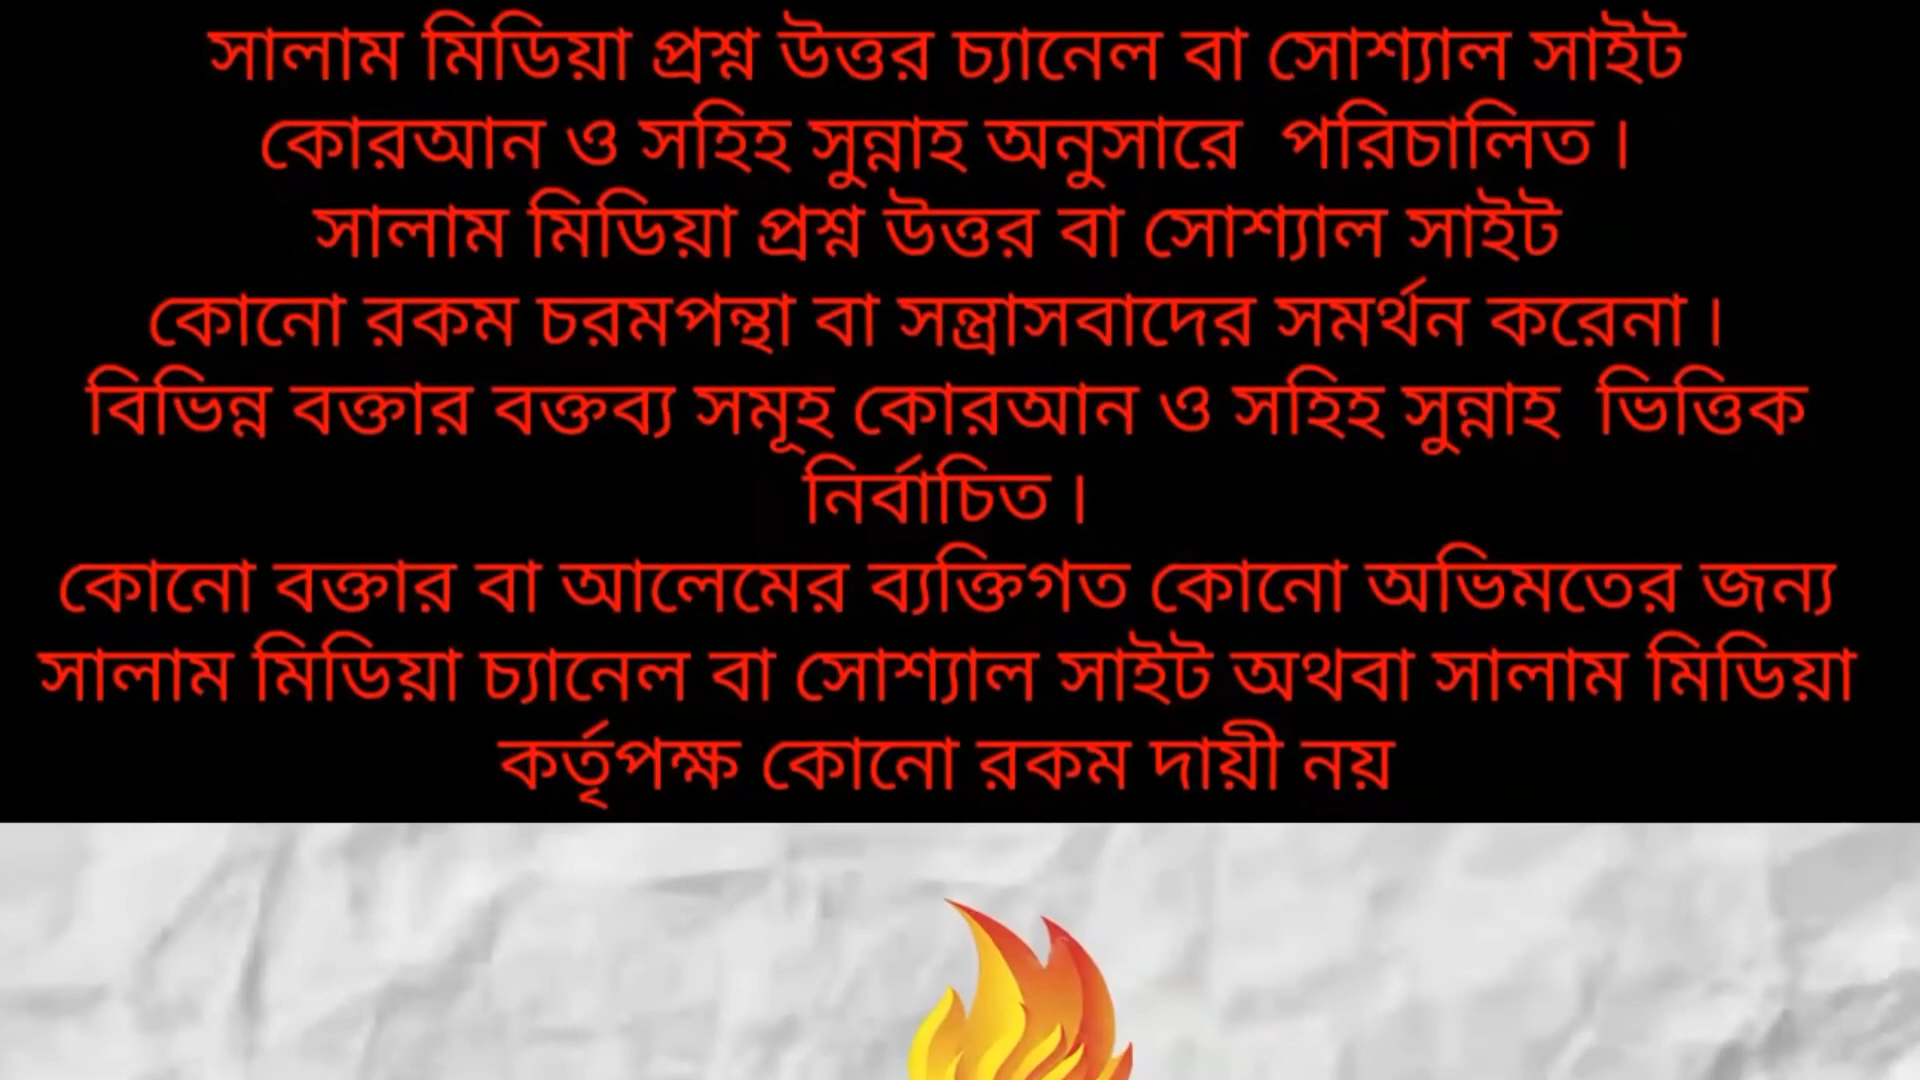 সালাম মিডিয়া প্রশ্ন উত্তর চ্যানেল বা সোশ্যাল সাইট
কোরআন ও সহিহ সুন্নাহ অনুসারে  পরিচালিত।
সালাম মিডিয়া প্রশ্ন উত্তর বা সোশ্যাল সাইট
কোনো রকম চরমপন্থা বা সন্ত্রাসবাদের সমর্থন করেনা।
বিভিন্ন বক্তার বক্তব্য সমূহ কোরআন ও সহিহ সুন্নাহ  ভিত্তিক
নির্বাচিত।
কোনো বক্তার বা আলেমের ব্যক্তিগত কোনো অভিমতের জন্য
সালাম মিডিয়া চ্যানেল বা সোশ্যাল সাইট অথবা সালাম মিডিয়া
কর্তৃপক্ষ কোনো রকম দায়ী নয়